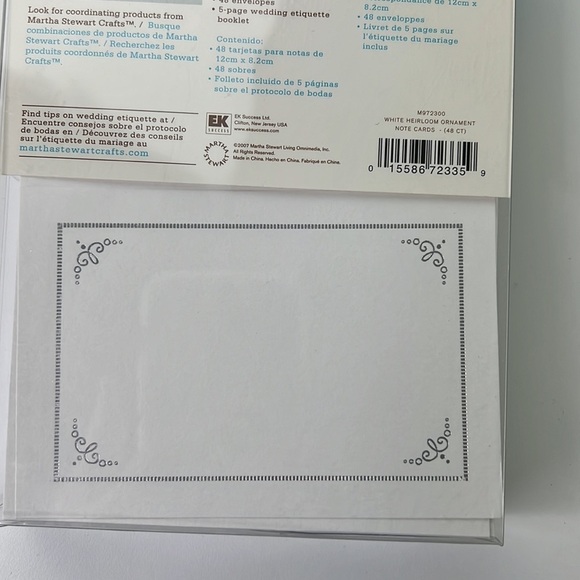 Look for coordinating products from
Martha Stewart Crafts™. / Busque
combinaciones de productos de Martha
Stewart Crafts™. / Recherchez les
produits coordonnés de Martha Stewart
Crafts™.
Find tips on wedding etiquette at /
Encuentre consejos sobre el protocolo
de bodas en / Découvrez des conseils
sur l'étiquette du mariage au
marthastewartcrafts.com
• 48 envelopes
• 5-page wedding etiquette
booklet
Contenido:
• 48 tarjetas para notas de
12cm x 8.2cm
• 48 sobres
• Folleto incluido de 5 páginas
sobre el protocolo de bodas
de 12cm x
8.2cm
• 48 enveloppes
• Livret de 5 pages sur
l'étiquette du mariage
inclus
EK
SUCCESS
EK Success Ltd.
Clifton, New Jersey USA
www.eksuccess.com
MARTHA
STEWART
©2007 Martha Stewart Living Omnimedia, Inc.
All Rights Reserved.
Made in China. Hecho en China. Fabriqué en Chine.
M972300
WHITE HEIRLOOM ORNAMENT
NOTE CARDS - (48 CT)
0 15586 72335 9